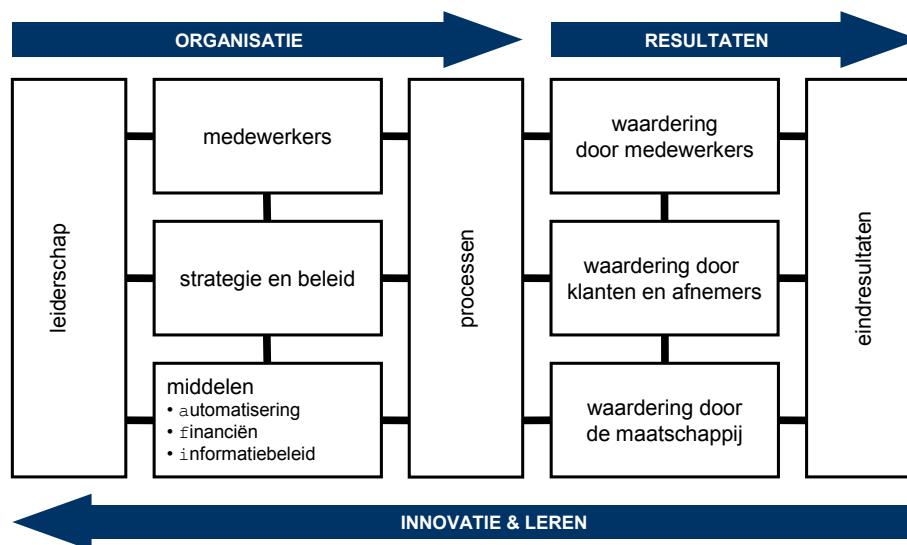 ORGANISATIE
RESULTATEN
leiderschap
medewerkers
strategie en beleid
middelen
• automatisering
• financiën
• informatiebeleid
processen
waardering
door medewerkers
waardering door
klanten en afnemers
waardering door
de maatschappij
eindresultaten
INNOVATIE & LEREN